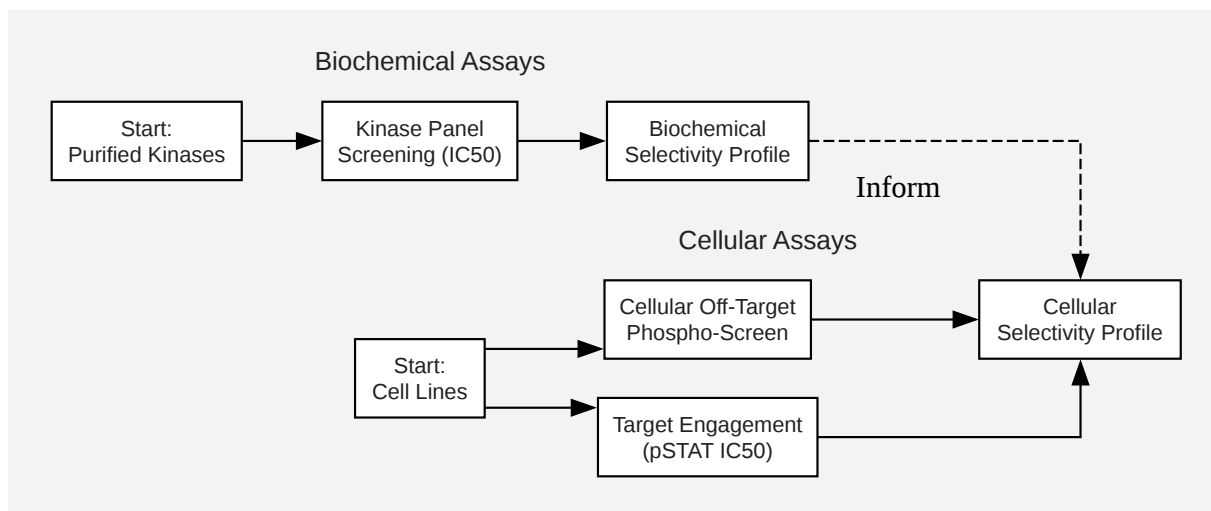 Biochemical Assays
Start:
Purified Kinases
Kinase Panel
Screening (IC50)
Biochemical
Selectivity Profile
Inform
Cellular Assays
Cellular Off-Target
Phospho-Screen
Cellular
Selectivity Profile
Start:
Cell Lines
Target Engagement
(pSTAT IC50)